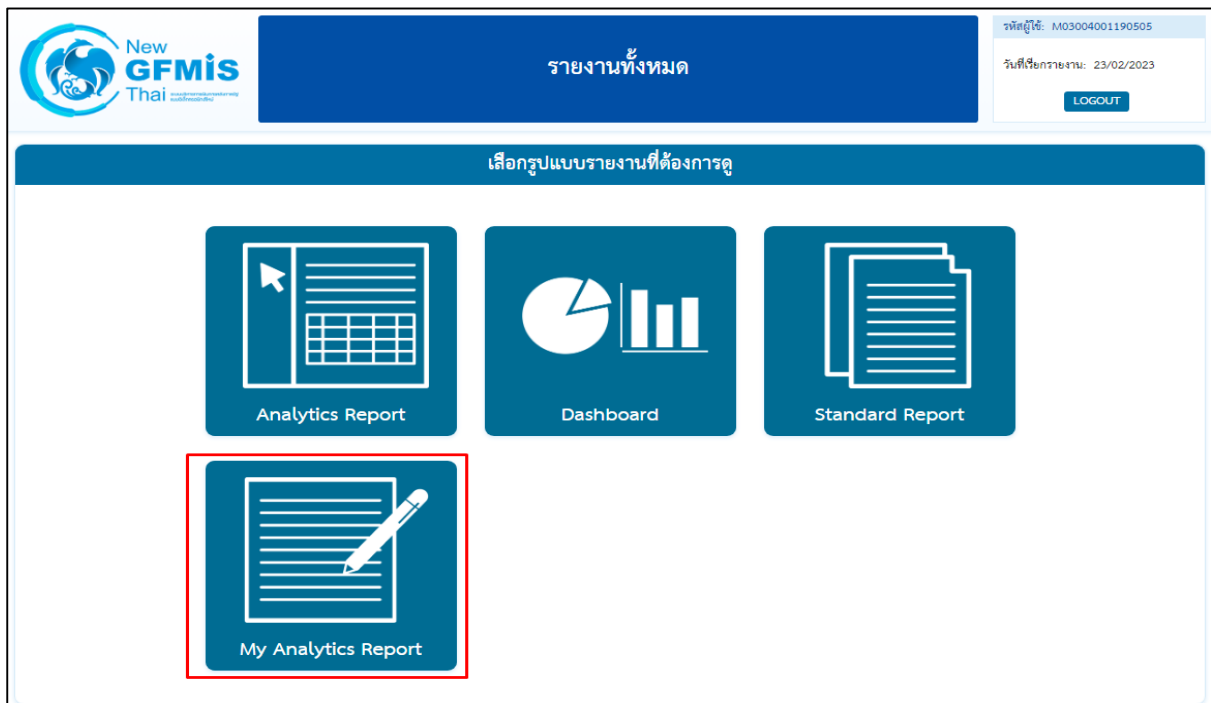 New
GFMIS
Thai
รายงานทั้งหมด
รหัสผู้ใช้: M03004001190505
วันที่เรียกรายงาน: 23/02/2023
LOGOUT
เลือกรูปแบบรายงานที่ต้องการดู
Analytics Report
Dashboard
Standard Report
My Analytics Report